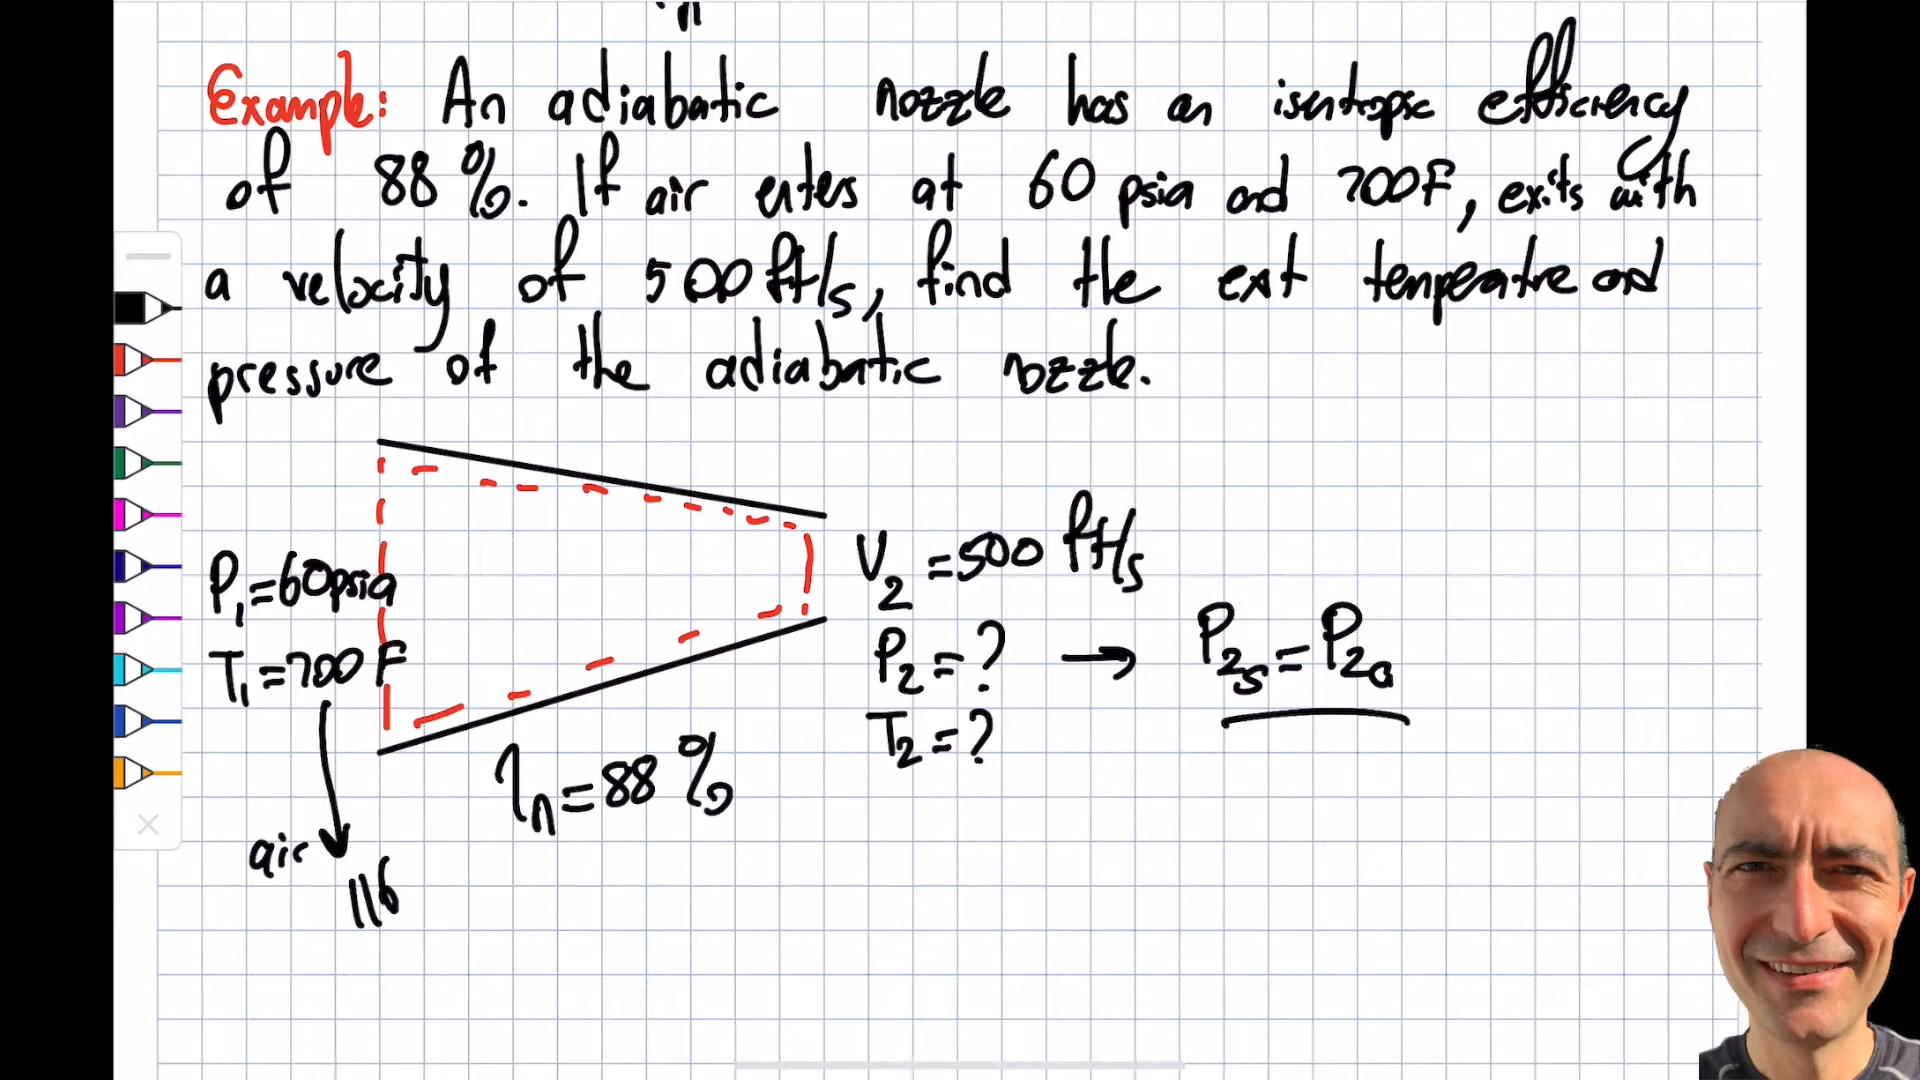 n
Example: An adiabatic nozzle has an isentropic efficiency
of 88%. If air enters at 60 psia and 700F, exits with
a velocity of 500 ft/s, find the exit temperature and
pressure of the adiabatic nozzle.
P1=60psia
T1=700F
air
1160
ηn=88%
V2=500 ft/s
P2=? → P2s=P2a
T2=?